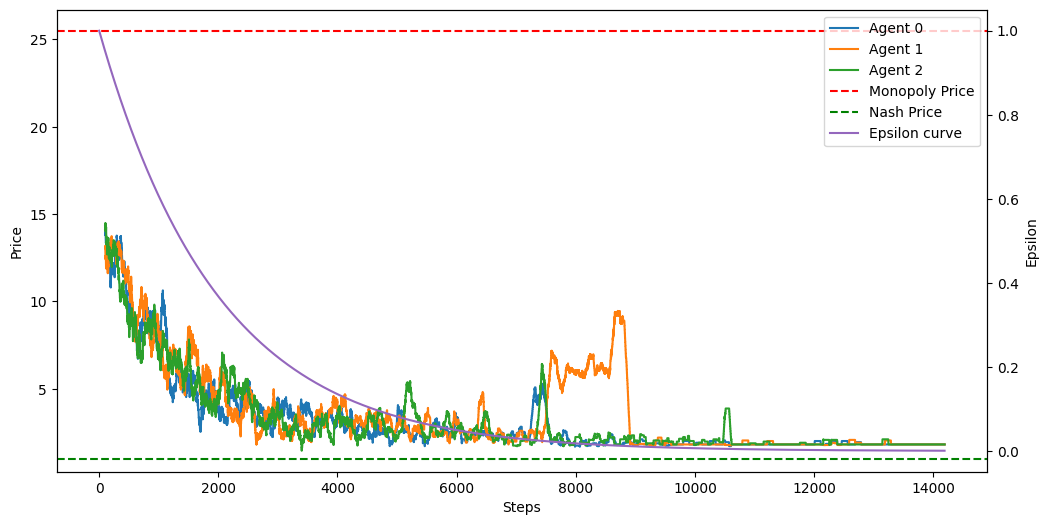 25
20
15
10
5
Price
0
2000
4000
6000
8000
10000
12000
14000
Steps
1.0
0.8
0.6
0.4
0.2
0.0
Epsilon
Agent 0
Agent 1
Agent 2
Monopoly Price
Nash Price
Epsilon curve